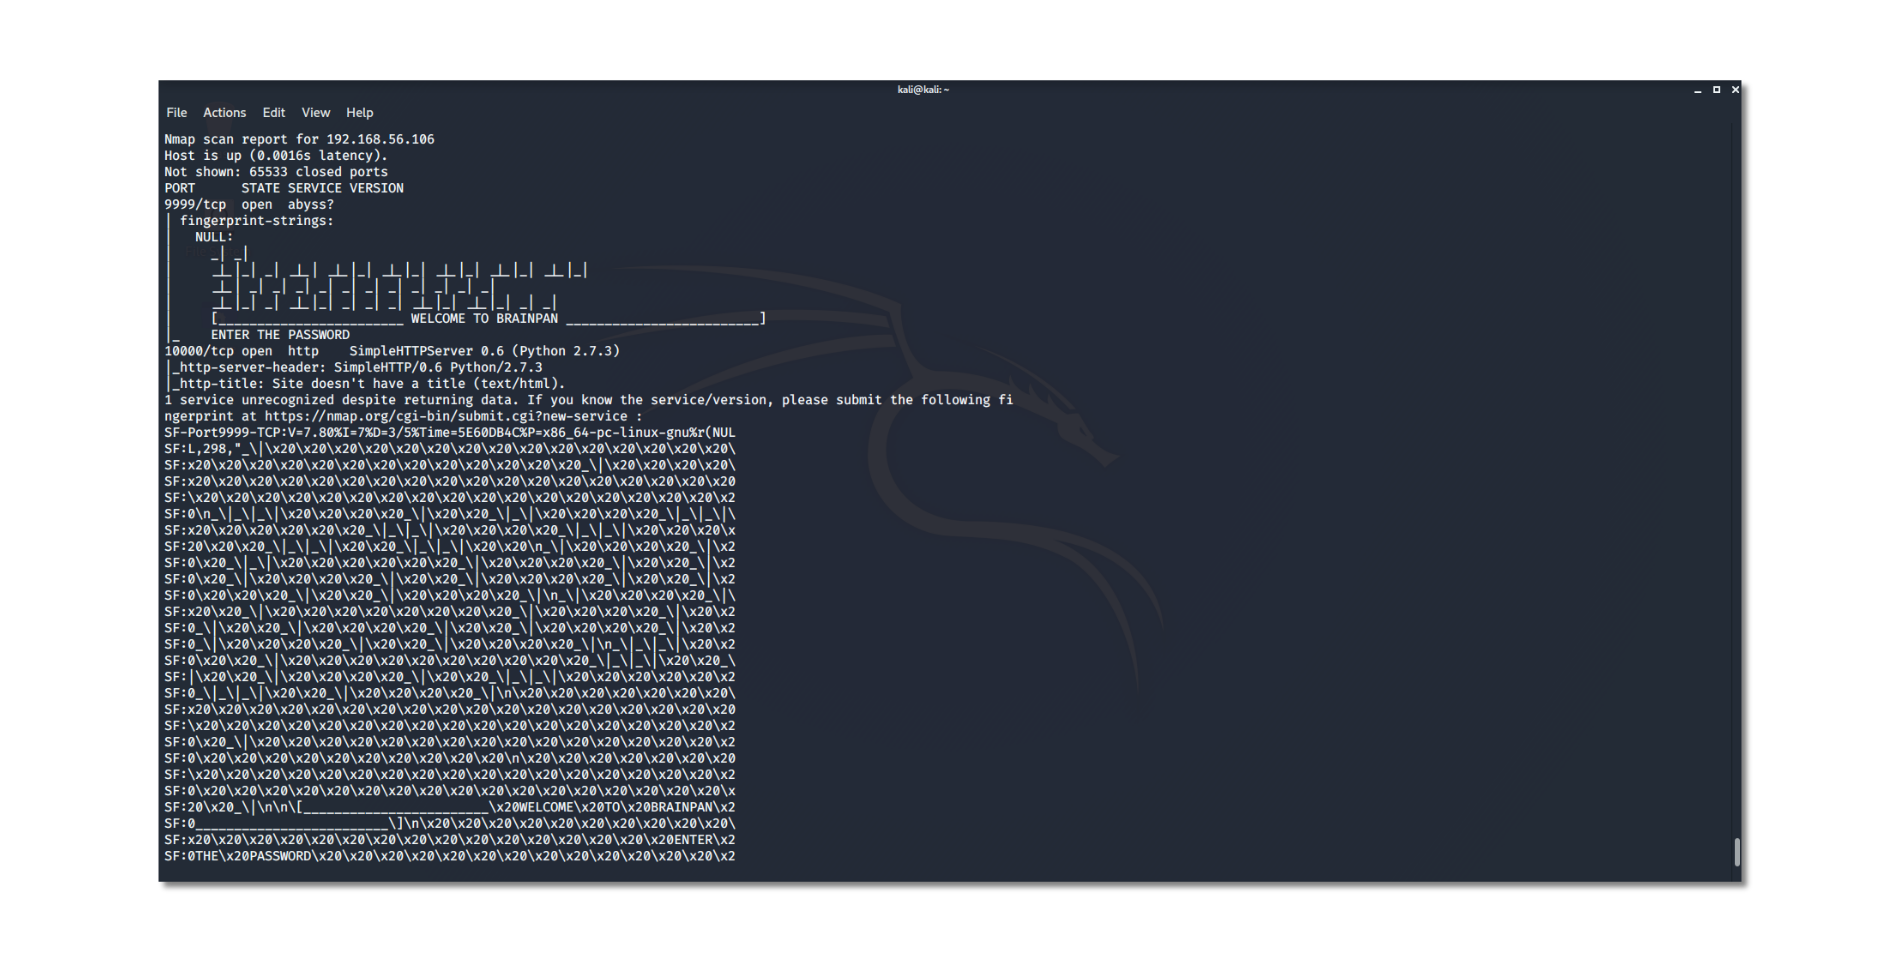 kali@kali: ~
File Actions Edit View Help
Nmap scan report for 192.168.56.106
Host is up (0.0016s latency).
Not shown: 65533 closed ports
PORT      STATE SERVICE VERSION
9999/tcp  open  abyss?
| fingerprint-strings:
|   NULL:
|     _| _|
|     _|_|_| _| _|_| _|_|_| _|_|_| _|_|_| _|_|_| _|_|_|
|     _|_| _| _| _| _| _| _| _| _| _| _| _|
|     _|_|_| _| _|_|_| _| _| _| _|_|_| _|_|_| _| _|
|     [________________________ WELCOME TO BRAINPAN _________________________]
|_    ENTER THE PASSWORD
10000/tcp open  http    SimpleHTTPServer 0.6 (Python 2.7.3)
|_http-server-header: SimpleHTTP/0.6 Python/2.7.3
|_http-title: Site doesn't have a title (text/html).
1 service unrecognized despite returning data. If you know the service/version, please submit the following fi
ngerprint at https://nmap.org/cgi-bin/submit.cgi?new-service :
SF-Port9999-TCP:V=7.80%I=7%D=3/5%Time=5E60DB4C%P=x86_64-pc-linux-gnu%r(NUL
SF:L,298,"_\|\x20\x20\x20\x20\x20\x20\x20\x20\x20\x20\x20\x20\x20\x20\x20\
SF:x20\x20\x20\x20\x20\x20\x20\x20\x20\x20\x20\x20\x20_\|\x20\x20\x20\x20\
SF:x20\x20\x20\x20\x20\x20\x20\x20\x20\x20\x20\x20\x20\x20\x20\x20\x20\x20
SF:\x20\x20\x20\x20\x20\x20\x20\x20\x20\x20\x20\x20\x20\x20\x20\x20\x20\x2
SF:0\n_\|_\|_\|\x20\x20\x20\x20_\|\x20\x20_\|_\|\x20\x20\x20\x20_\|_\|_\|\
SF:x20\x20\x20\x20\x20\x20_\|_\|_\|\x20\x20\x20\x20_\|_\|_\|\x20\x20\x20\x
SF:20\x20\x20_\|_\|_\|\x20\x20_\|_\|_\|\x20\x20\n_\|\x20\x20\x20\x20_\|\x2
SF:0\x20_\|_\|\x20\x20\x20\x20\x20\x20_\|\x20\x20\x20\x20_\|\x20\x20_\|\x2
SF:0\x20_\|\x20\x20\x20\x20_\|\x20\x20_\|\x20\x20\x20\x20_\|\x20\x20_\|\x2
SF:0\x20\x20\x20_\|\x20\x20_\|\x20\x20\x20\x20_\|\n_\|\x20\x20\x20\x20_\|\
SF:x20\x20_\|\x20\x20\x20\x20\x20\x20\x20\x20_\|\x20\x20\x20\x20_\|\x20\x2
SF:0_\|\x20\x20_\|\x20\x20\x20\x20_\|\x20\x20_\|\x20\x20\x20\x20_\|\x20\x2
SF:0_\|\x20\x20\x20\x20_\|\x20\x20_\|\x20\x20\x20\x20_\|\n_\|_\|_\|\x20\x2
SF:0\x20\x20_\|\x20\x20\x20\x20\x20\x20\x20\x20\x20\x20_\|_\|_\|\x20\x20_\
SF:|\x20\x20_\|\x20\x20\x20\x20_\|\x20\x20_\|_\|_\|\x20\x20\x20\x20\x20\x2
SF:0_\|_\|_\|\x20\x20_\|\x20\x20\x20\x20_\|\n\x20\x20\x20\x20\x20\x20\x20\
SF:x20\x20\x20\x20\x20\x20\x20\x20\x20\x20\x20\x20\x20\x20\x20\x20\x20\x20
SF:\x20\x20\x20\x20\x20\x20\x20\x20\x20\x20\x20\x20\x20\x20\x20\x20\x20\x2
SF:0\x20_\|\x20\x20\x20\x20\x20\x20\x20\x20\x20\x20\x20\x20\x20\x20\x20\x2
SF:0\x20\x20\x20\x20\x20\x20\x20\x20\x20\x20\n\x20\x20\x20\x20\x20\x20\x20
SF:\x20\x20\x20\x20\x20\x20\x20\x20\x20\x20\x20\x20\x20\x20\x20\x20\x20\x2
SF:0\x20\x20\x20\x20\x20\x20\x20\x20\x20\x20\x20\x20\x20\x20\x20\x20\x20\x
SF:20\x20_\|\n\n\[________________________\x20WELCOME\x20TO\x20BRAINPAN\x2
SF:0_________________________\]\n\x20\x20\x20\x20\x20\x20\x20\x20\x20\x20\
SF:x20\x20\x20\x20\x20\x20\x20\x20\x20\x20\x20\x20\x20\x20\x20\x20ENTER\x2
SF:0THE\x20PASSWORD\x20\x20\x20\x20\x20\x20\x20\x20\x20\x20\x20\x20\x20\x2